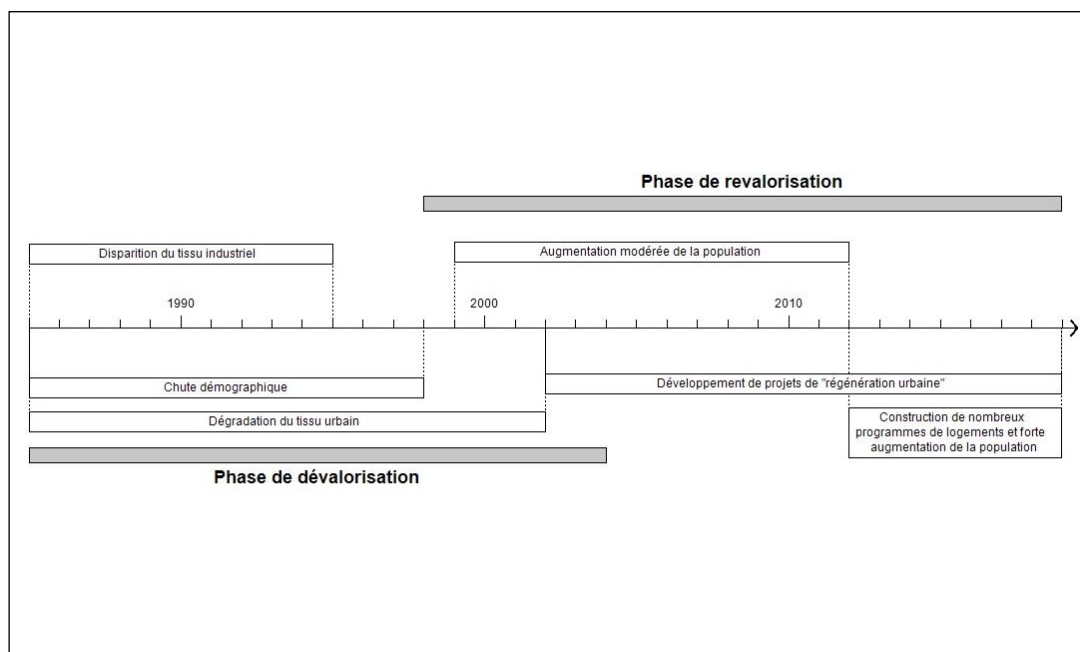 Phase de revalorisation
Disparition du tissu industriel
Augmentation modérée de la population
1990
2000
2010
Chute démographique
Développement de projets de "régénération urbaine"
Dégradation du tissu urbain
Construction de nombreux
programmes de logements et forte
augmentation de la population
Phase de dévalorisation